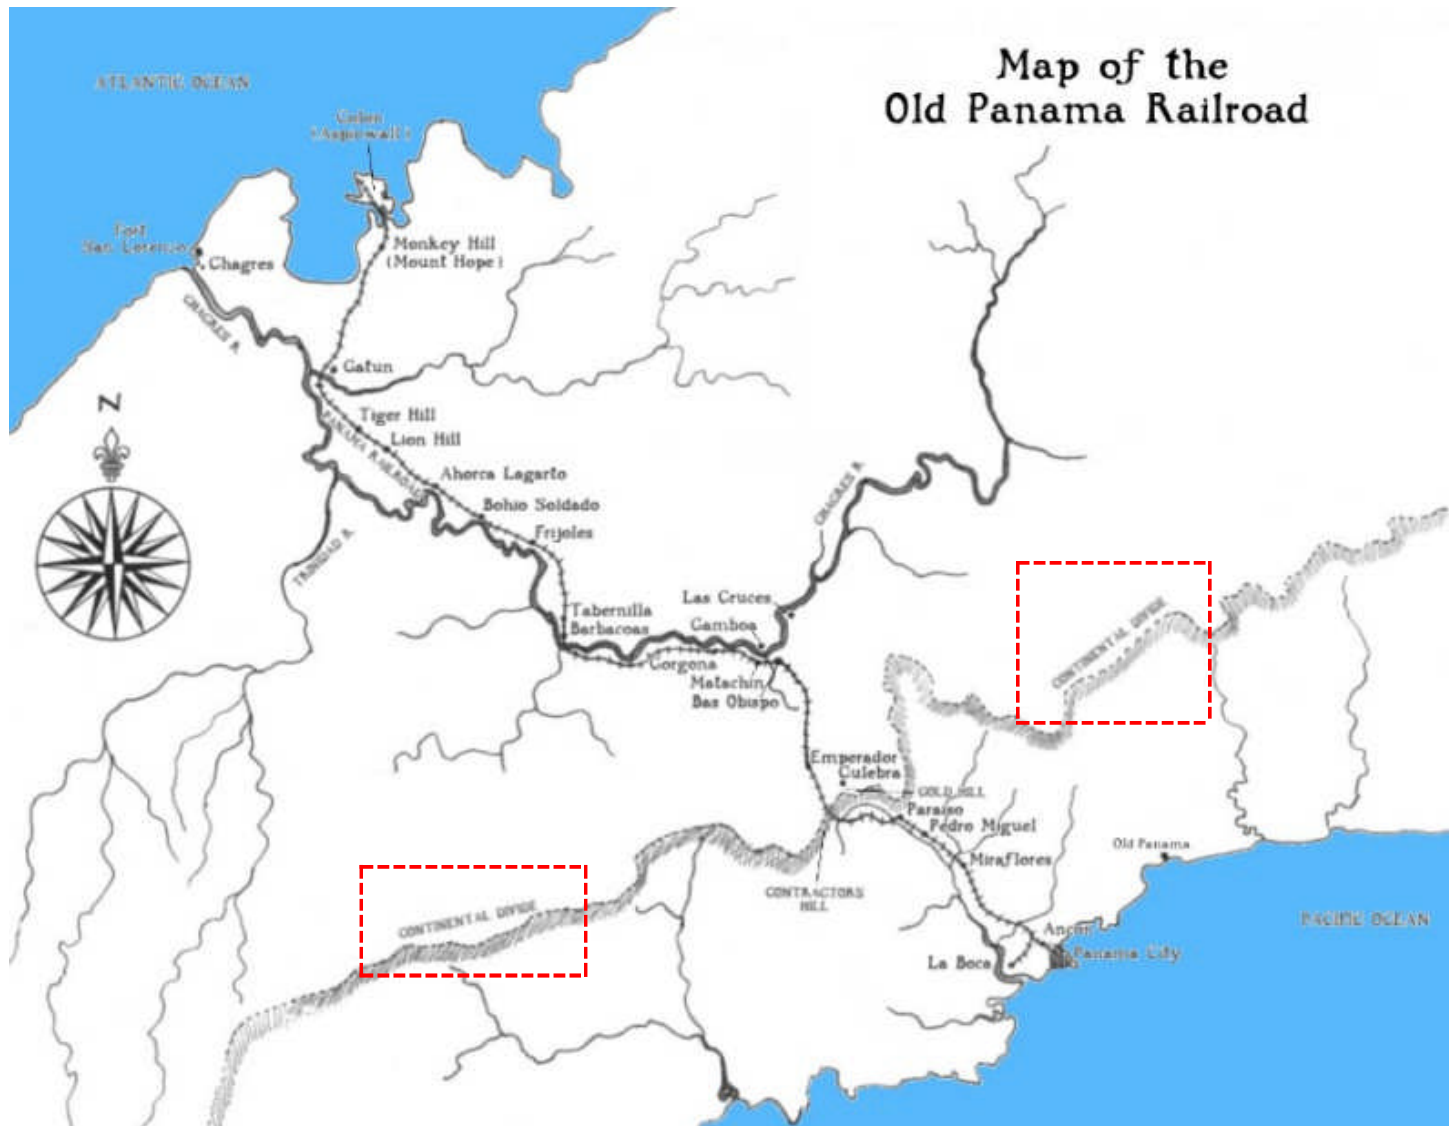 Map of the
Old Panama Railroad
ATLANTIC OCEAN
Colon
(Aspinwall)
Fort
San Lorenzo
Chagres
Monkey Hill
(Mount Hope)
CHAGRES R.
Gatun
N
Tiger Hill
PANAMA RAILROAD
Lion Hill
Ahorca Lagarto
Bohio Soldado
Frijoles
CHAGRES R.
TRINIDAD R.
Las Cruces
Tabernilla
Barbacoas
Gamboa
Gorgona
Matachin
Bas Obispo
CONTINENTAL DIVIDE
Emperador
Culebra
GOLD HILL
Paraiso
Pedro Miguel
Miraflores
Old Panama
CONTRACTORS
HILL
CONTINENTAL DIVIDE
PACIFIC OCEAN
Ancon
La Boca
Panama City